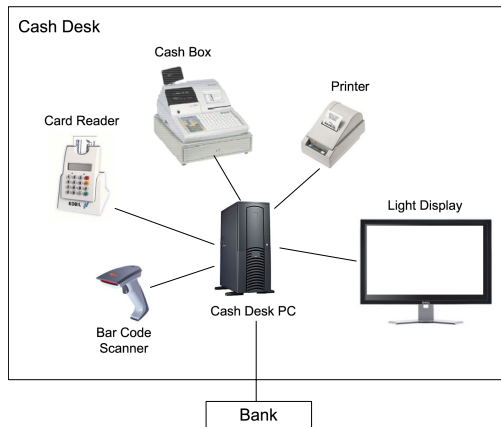 Cash Desk
Cash Box
Printer
Card Reader
Light Display
Cash Desk PC
Bar Code
Scanner
Bank